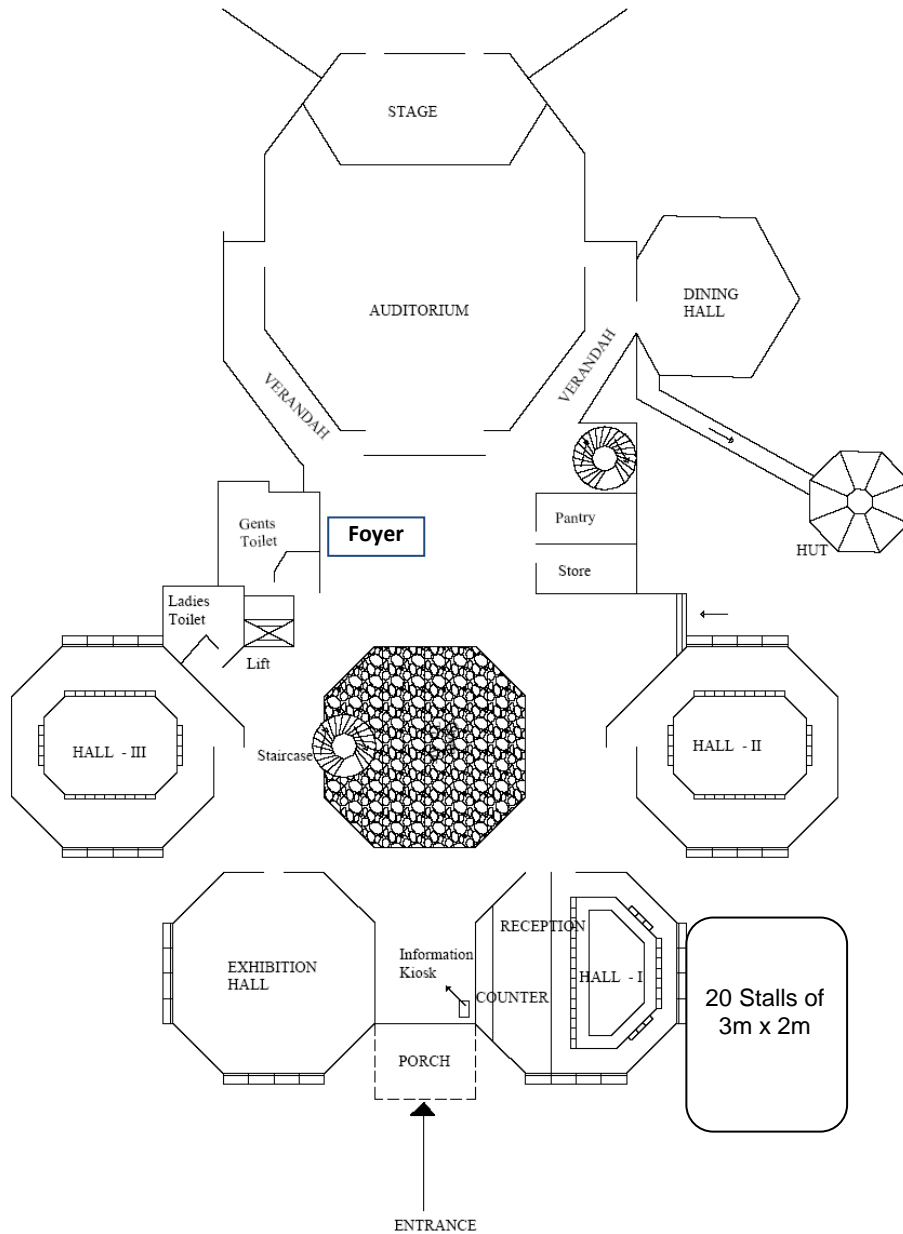 STAGE
AUDITORIUM
DINING
HALL
VERANDAH
VERANDAH
Foyer
Gents
Toilet
Pantry
HUT
Store
Ladies
Toilet
Lift
HALL - III
Staircase
HALL - II
RECEPTION
EXHIBITION
HALL
Information
Kiosk
HALL - I
COUNTER
20 Stalls of
3m x 2m
PORCH
ENTRANCE